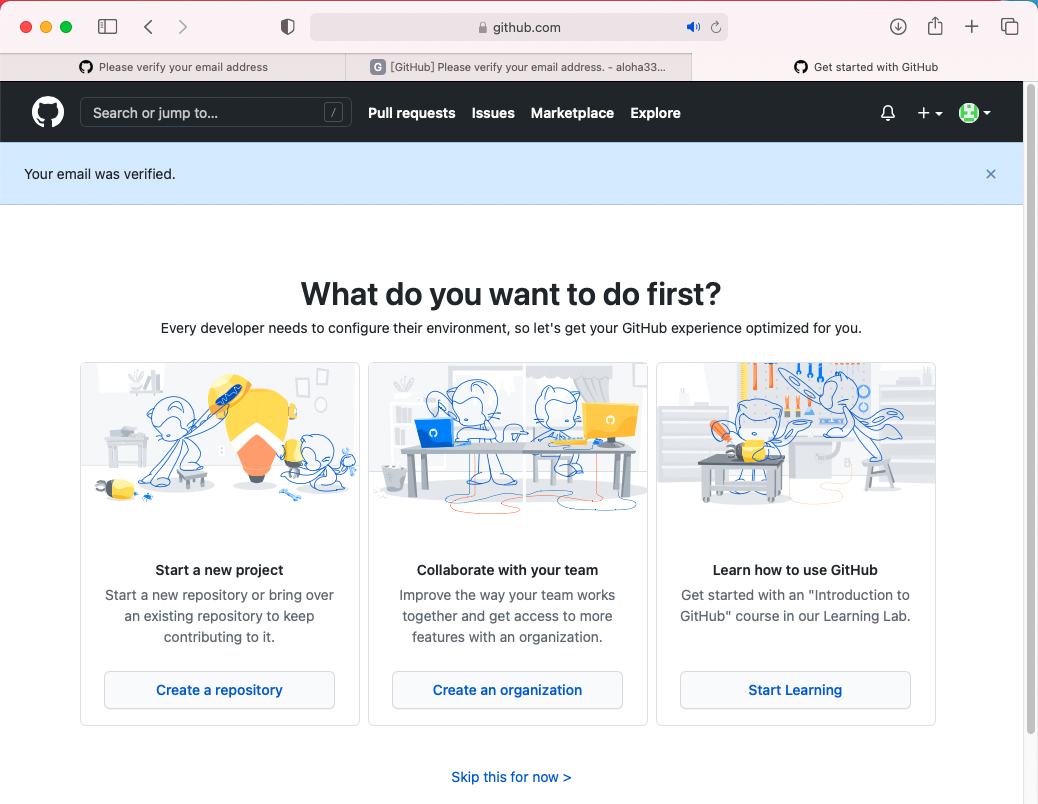 github.com
Please verify your email address
G [GitHub] Please verify your email address. - aloha33...
Get started with GitHub
Search or jump to... /
Pull requests Issues Marketplace Explore
Your email was verified.
What do you want to do first?
Every developer needs to configure their environment, so let's get your GitHub experience optimized for you.
Start a new project
Start a new repository or bring over
an existing repository to keep
contributing to it.
Create a repository
Collaborate with your team
Improve the way your team works
together and get access to more
features with an organization.
Create an organization
Learn how to use GitHub
Get started with an "Introduction to
GitHub" course in our Learning Lab.
Start Learning
Skip this for now >